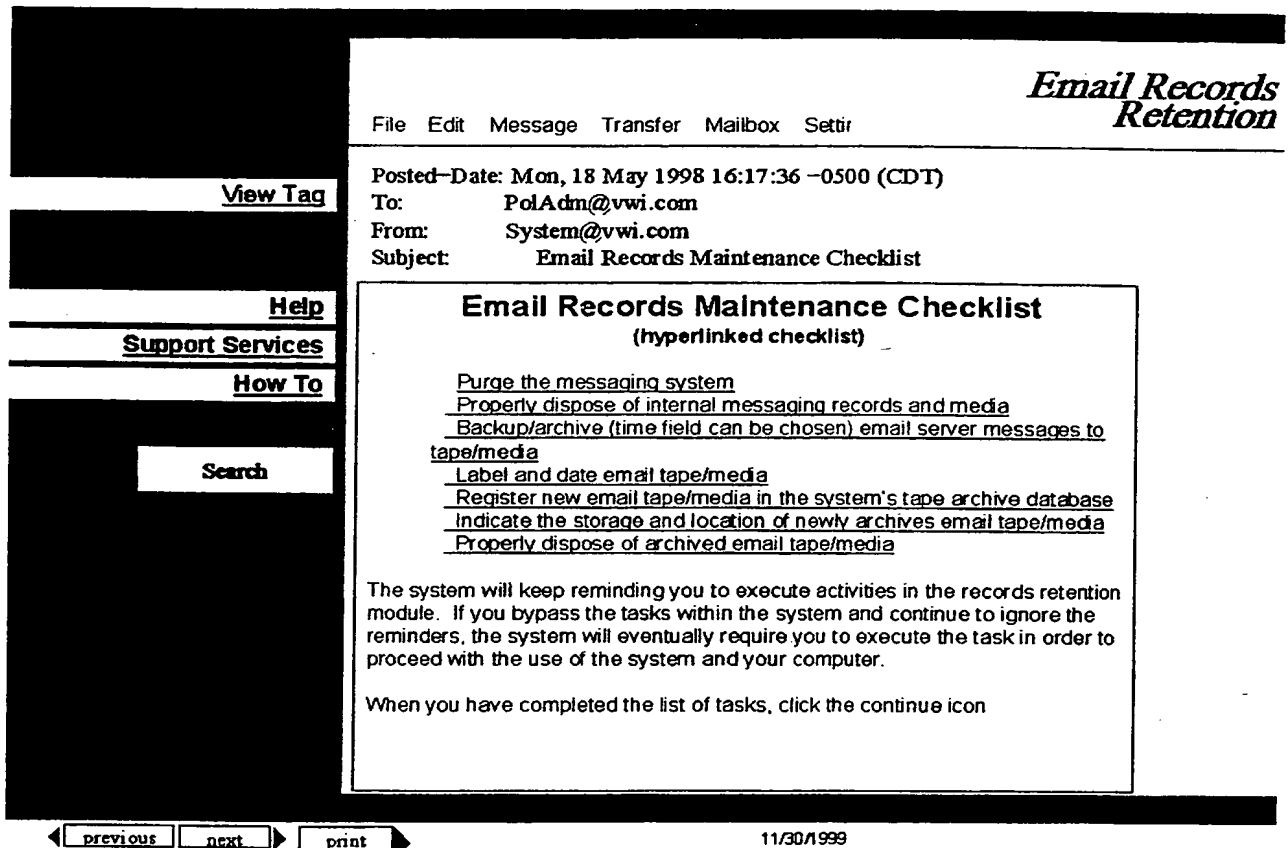 Email Records
Retention
File Edit Message Transfer Mailbox Settir
View Tag
Help
Support Services
How To
Search
Posted-Date: Mon, 18 May 1998 16:17:36 -0500 (CDT)
To: PolAdm@vwi.com
From: System@vwi.com
Subject: Email Records Maintenance Checklist
Email Records Maintenance Checklist
(hyperlinked checklist)
Purge the messaging system
Properly dispose of internal messaging records and media
Backup/archive (time field can be chosen) email server messages to
tape/media
Label and date email tape/media
Register new email tape/media in the system's tape archive database
Indicate the storage and location of newly archives email tape/media
Properly dispose of archived email tape/media
The system will keep reminding you to execute activities in the records retention
module. If you bypass the tasks within the system and continue to ignore the
reminders, the system will eventually require you to execute the task in order to
proceed with the use of the system and your computer.
When you have completed the list of tasks, click the continue icon
previous next print 11/30/1999